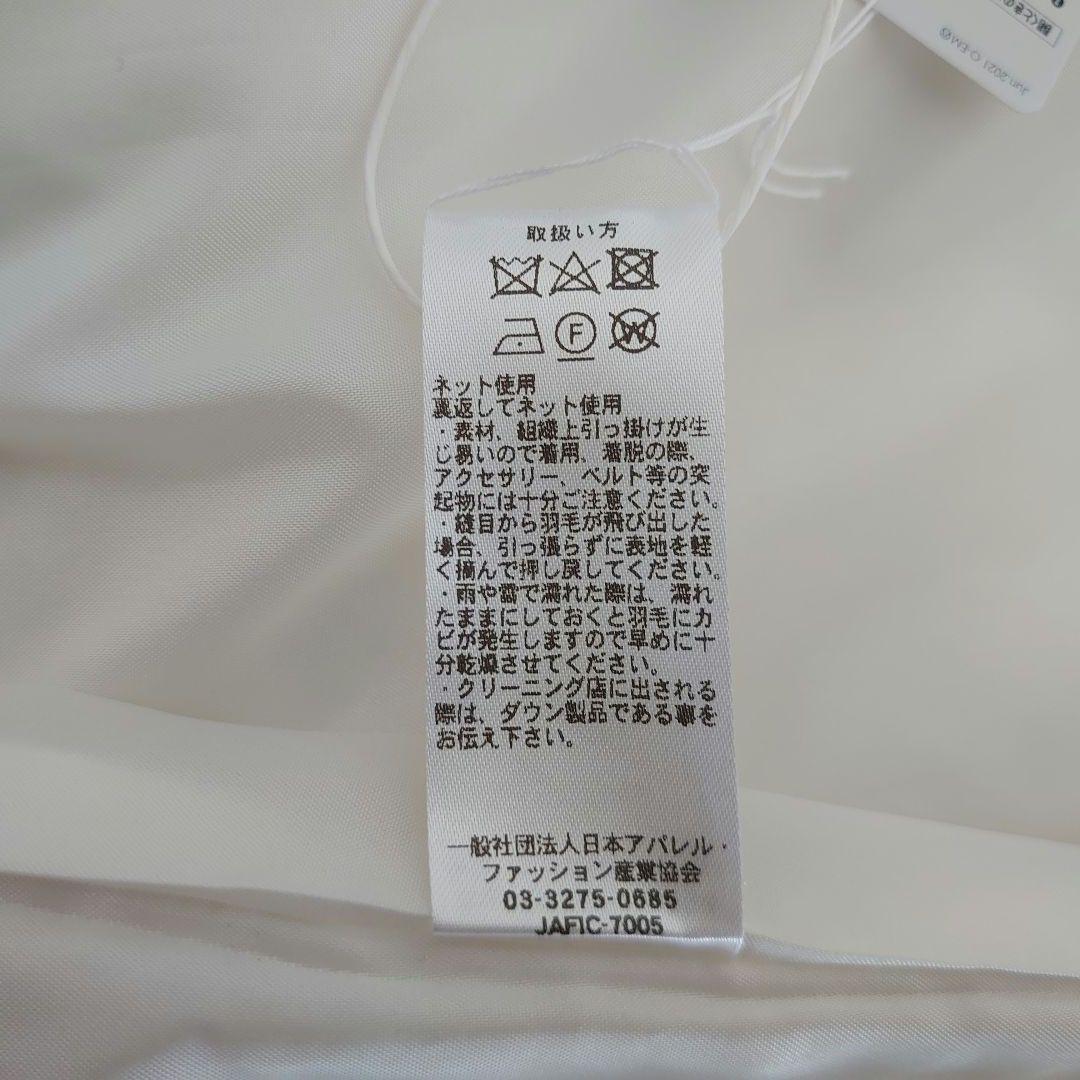 取扱い方
F
W
ネット使用
裏返してネット使用
・素材、組織上引っ掛けが生
じ易いので着用、着脱の際、
アクセサリー、ベルト等の突
起物には十分ご注意ください。
・縫目から羽毛が飛び出した
場合、引っ張らずに表地を軽
く摘んで押し戻してください。
・雨や雪で濡れた際は、濡れ
たままにしておくと羽毛にカ
ビが発生しますので早めに十
分乾燥させてください。
・クリーニング店に出される
際は、ダウン製品である事を
お伝え下さい。
一般社団法人日本アパレル・
ファッション産業協会
03-3275-0685
JAFIC-7005
開くときの
Jun.2021